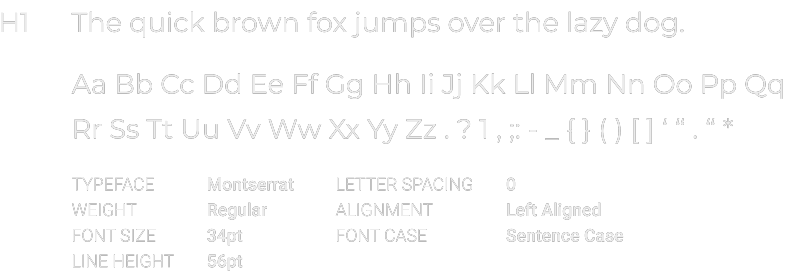 H1 The quick brown fox jumps over the lazy dog.
Aa Bb Cc Dd Ee Ff Gg Hh Ii Jj Kk Ll Mm Nn Oo Pp Qq
Rr Ss Tt Uu Vv Ww Xx Yy Zz . ? 1 , ;: - _ { } ( ) [ ] ‘ “ . “ *
TYPEFACE Montserrat LETTER SPACING 0
WEIGHT Regular ALIGNMENT Left Aligned
FONT SIZE 34pt FONT CASE Sentence Case
LINE HEIGHT 56pt